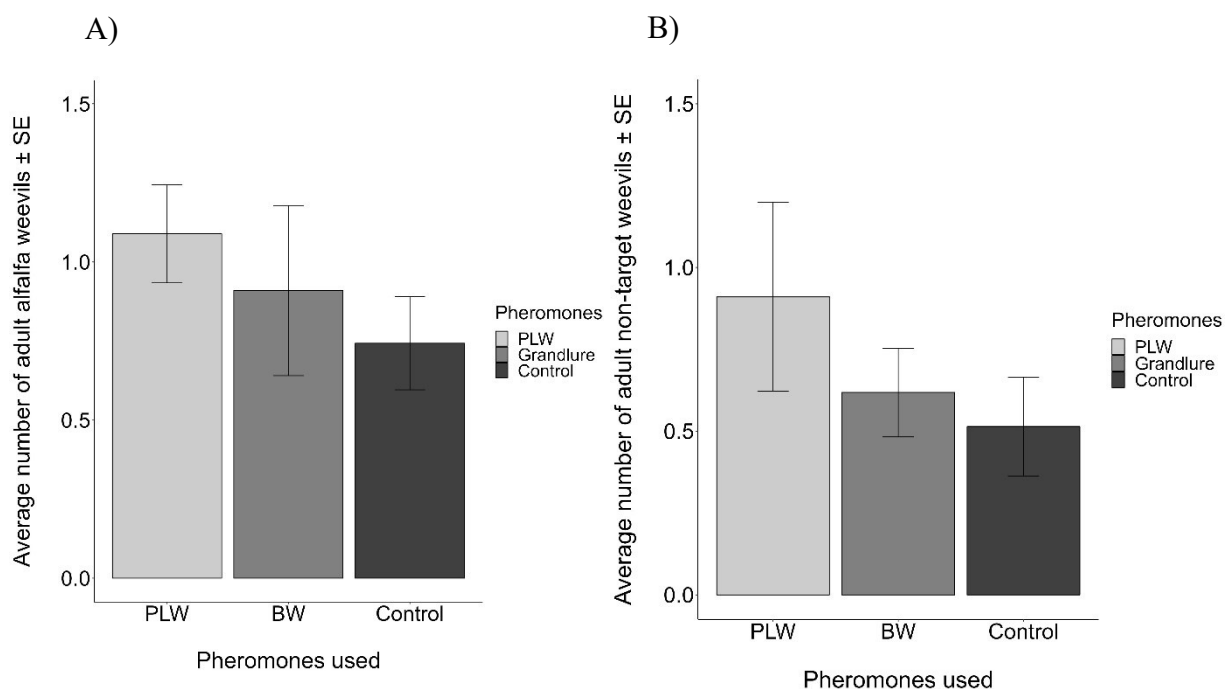 A)
Average number of adult alfalfa weevils ± SE
1.5
1.0
0.5
0.0
PLW BW Control
Pheromones used
Pheromones
PLW
Grandlure
Control
B)
Average number of adult non-target weevils ± SE
1.5
1.0
0.5
0.0
PLW BW Control
Pheromones used
Pheromones
PLW
Grandlure
Control